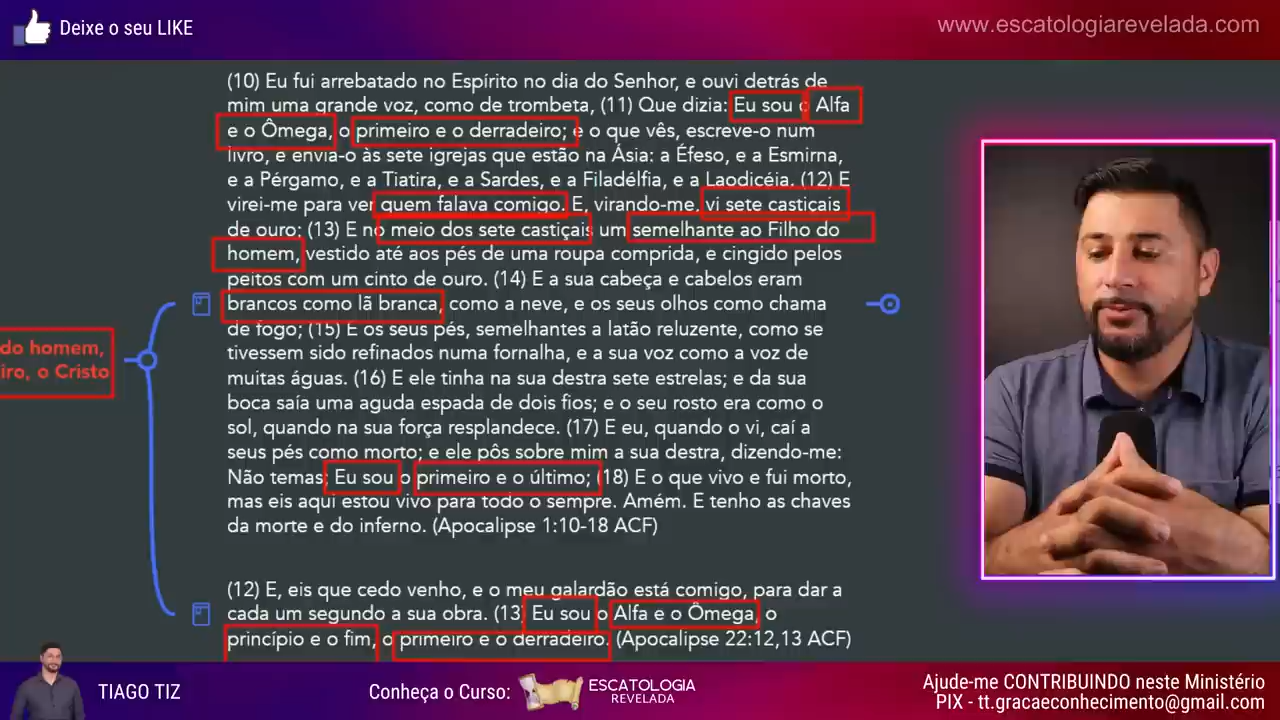 Deixe o seu LIKE
www.escatologiarevelada.com
(10) Eu fui arrebatado no Espírito no dia do Senhor, e ouvi detrás de
mim uma grande voz, como de trombeta, (11) Que dizia: Eu sou o Alfa
e o Ômega, o primeiro e o derradeiro; e o que vês, escreve-o num
livro, e envia-o às sete igrejas que estão na Ásia: a Éfeso, e a Esmirna,
e a Pérgamo, e a Tiatira, e a Sardes, e a Filadélfia, e a Laodicéia. (12) E
virei-me para ver quem falava comigo. E, virando-me, vi sete castiçais
de ouro; (13) E no meio dos sete castiçais um semelhante ao Filho do
homem, vestido até aos pés de uma roupa comprida, e cingido pelos
peitos com um cinto de ouro. (14) E a sua cabeça e cabelos eram
brancos como lã branca, como a neve, e os seus olhos como chama
de fogo; (15) E os seus pés, semelhantes a latão reluzente, como se
tivessem sido refinados numa fornalha, e a sua voz como a voz de
muitas águas. (16) E ele tinha na sua destra sete estrelas; e da sua
boca saía uma aguda espada de dois fios; e o seu rosto era como o
sol, quando na sua força resplandece. (17) E eu, quando o vi, caí a
seus pés como morto; e ele pôs sobre mim a sua destra, dizendo-me:
Não temas; Eu sou o primeiro e o último; (18) E o que vivo e fui morto,
mas eis aqui estou vivo para todo o sempre. Amém. E tenho as chaves
da morte e do inferno. (Apocalipse 1:10-18 ACF)
do homem,
iro, o Cristo
(12) E, eis que cedo venho, e o meu galardão está comigo, para dar a
cada um segundo a sua obra. (13) Eu sou o Alfa e o Ômega, o
princípio e o fim, o primeiro e o derradeiro. (Apocalipse 22:12,13 ACF)
TIAGO TIZ
Conheça o Curso:
ESCATOLOGIA
REVELADA
Ajude-me CONTRIBUINDO neste Ministério
PIX - tt.gracaeconhecimento@gmail.com